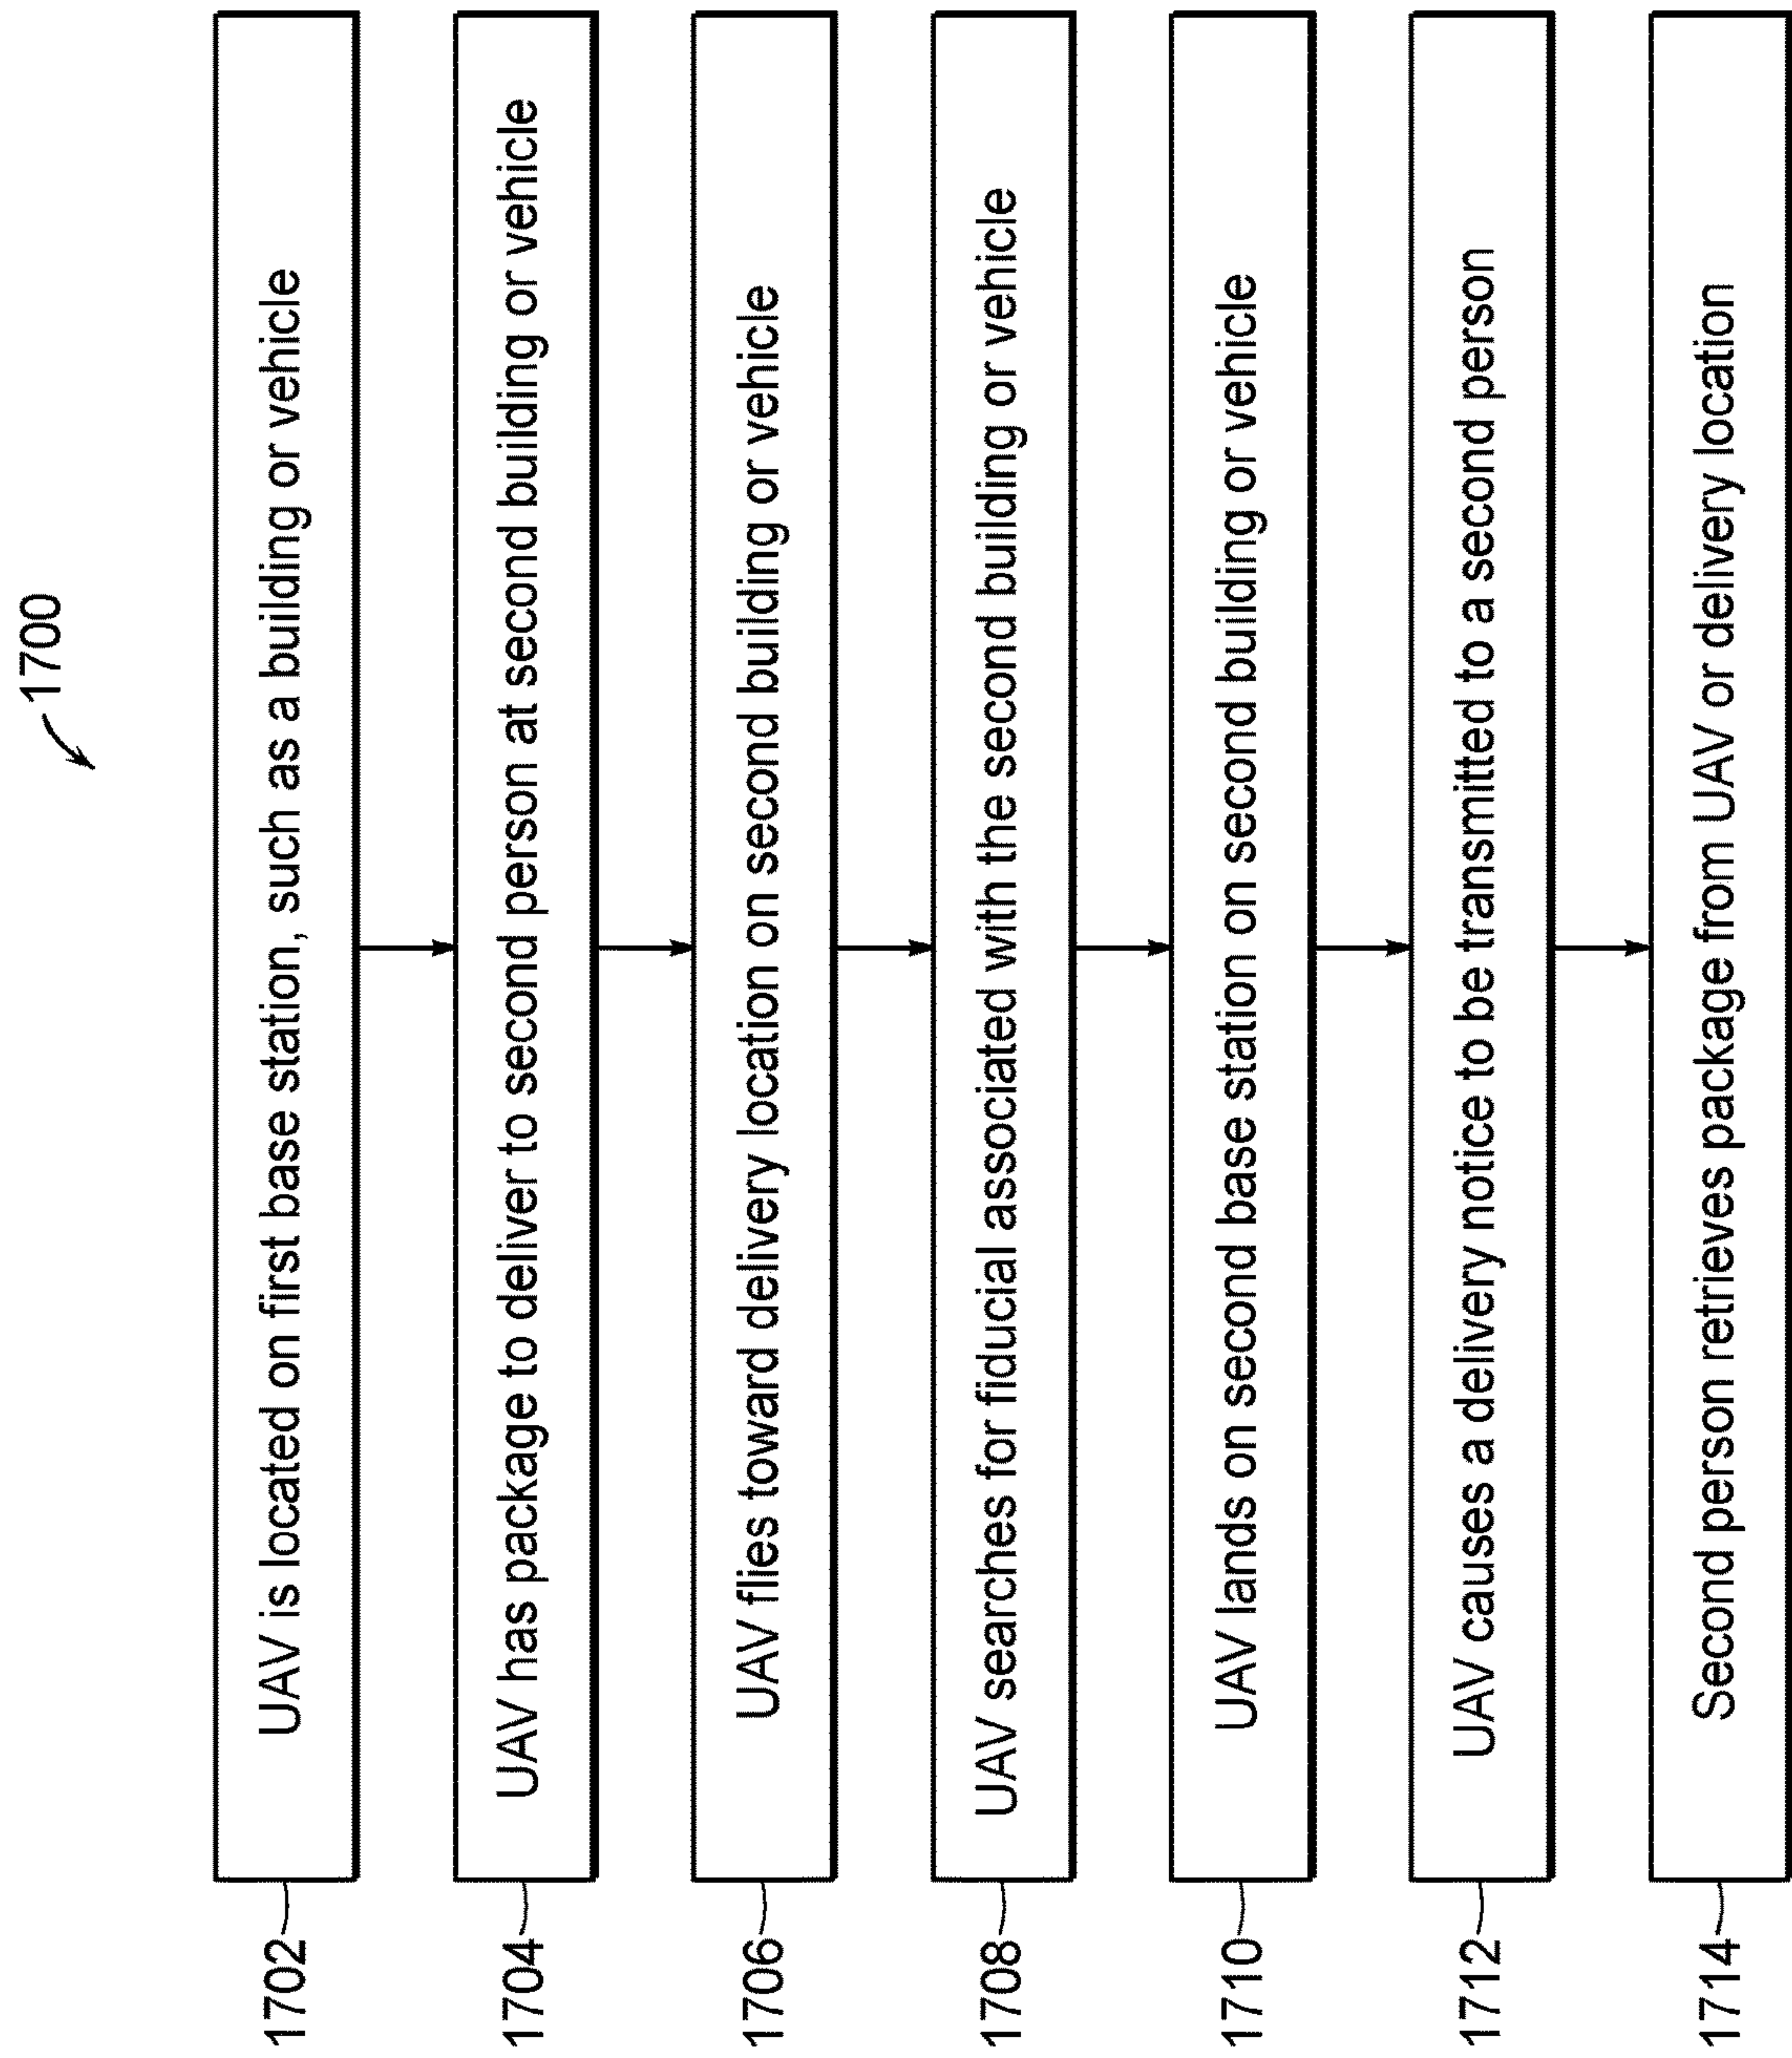 1700
1702
UAV is located on first base station, such as a building or vehicle
1704
UAV has package to deliver to second person at second building or vehicle
1706
UAV flies toward delivery location on second building or vehicle
1708
UAV searches for fiducial associated with the second building or vehicle
1710
UAV lands on second base station on second building or vehicle
1712
UAV causes a delivery notice to be transmitted to a second person
1714
Second person retrieves package from UAV or delivery location